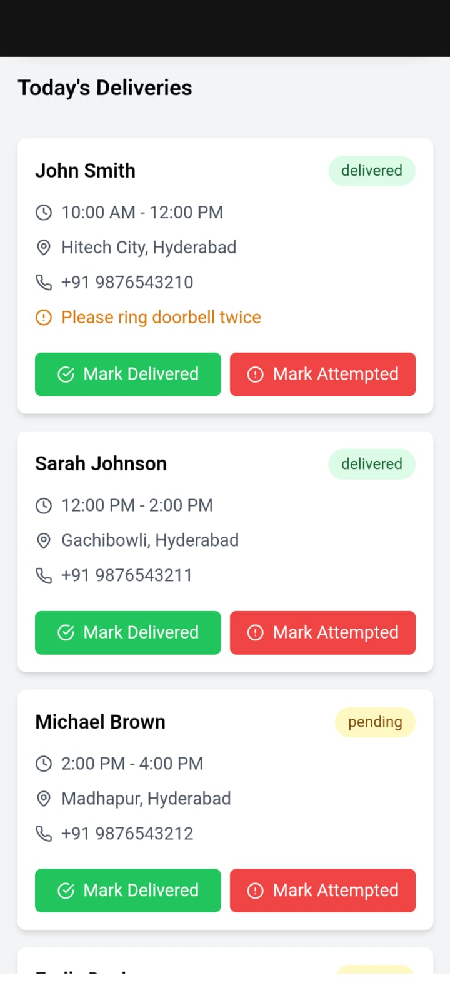 Today's Deliveries
John Smith
delivered
10:00 AM - 12:00 PM
Hitech City, Hyderabad
+91 9876543210
Please ring doorbell twice
Mark Delivered
Mark Attempted
Sarah Johnson
delivered
12:00 PM - 2:00 PM
Gachibowli, Hyderabad
+91 9876543211
Mark Delivered
Mark Attempted
Michael Brown
pending
2:00 PM - 4:00 PM
Madhapur, Hyderabad
+91 9876543212
Mark Delivered
Mark Attempted